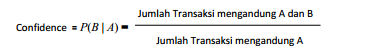 Jumlah Transaksi mengandung A dan B
Confidence = P(B | A) =
Jumlah Transaksi mengandung A